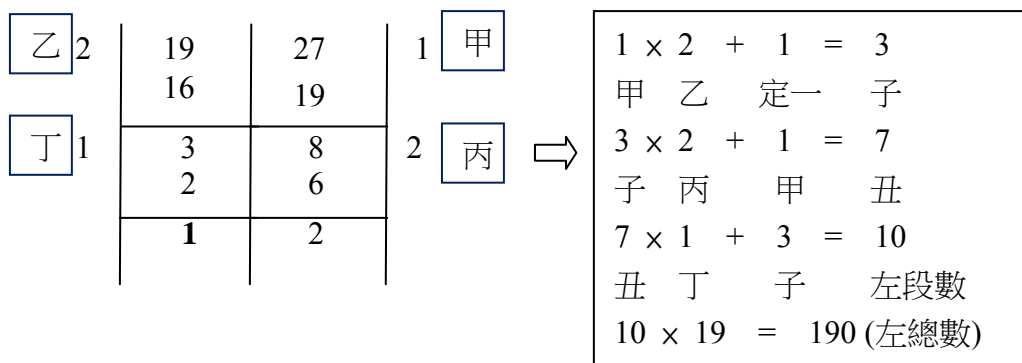 乙 2 19 27 1 甲
16 19
丁 1 3 8 2 丙
2 6
1 2
1 × 2 + 1 = 3
甲 乙 定一 子
3 × 2 + 1 = 7
子 丙 甲 丑
7 × 1 + 3 = 10
丑 丁 子 左段數
10 × 19 = 190 (左總數)